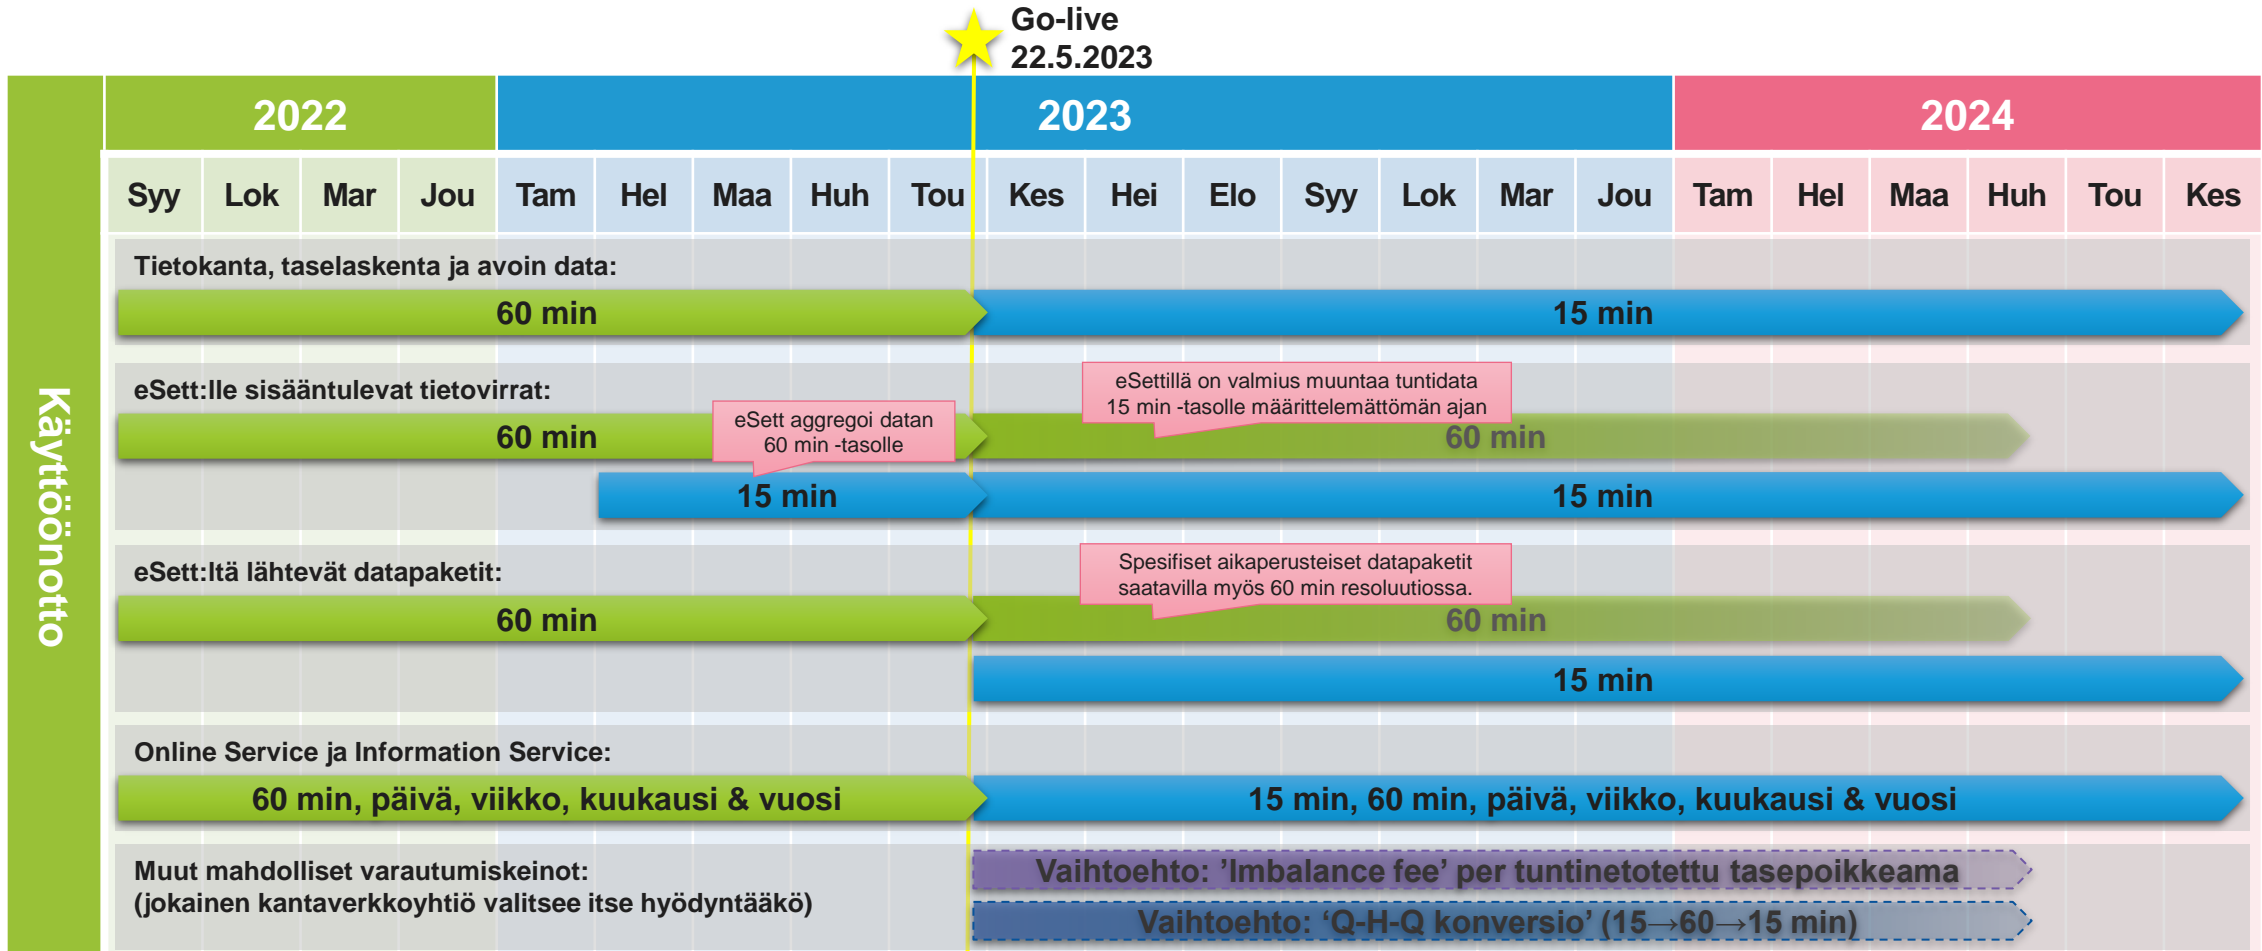 Go-live
22.5.2023
2022
2023
2024
Syy
Lok
Mar
Jou
Tam
Hel
Maa
Huh
Tou
Kes
Hei
Elo
Syy
Lok
Mar
Jou
Tam
Hel
Maa
Huh
Tou
Kes
Käyttöönotto
Tietokanta, taselaskenta ja avoin data:
60 min
15 min
eSett:lle sisääntulevat tietovirrat:
60 min
eSett aggregoi datan
60 min -tasolle
eSettillä on valmius muuntaa tuntidata
15 min -tasolle määrittelemättömän ajan
60 min
15 min
15 min
eSett:ltä lähtevät datapaketit:
60 min
Spesifiset aikaperusteiset datapaketit
saatavilla myös 60 min resoluutiossa.
60 min
15 min
Online Service ja Information Service:
60 min, päivä, viikko, kuukausi & vuosi
15 min, 60 min, päivä, viikko, kuukausi & vuosi
Muut mahdolliset varautumiskeinot:
(jokainen kantaverkkoyhtiö valitsee itse hyödyntääkö)
Vaihtoehto: ’Imbalance fee’ per tuntinetotettu tasepoikkeama
Vaihtoehto: ‘Q-H-Q konversio’ (15→60→15 min)